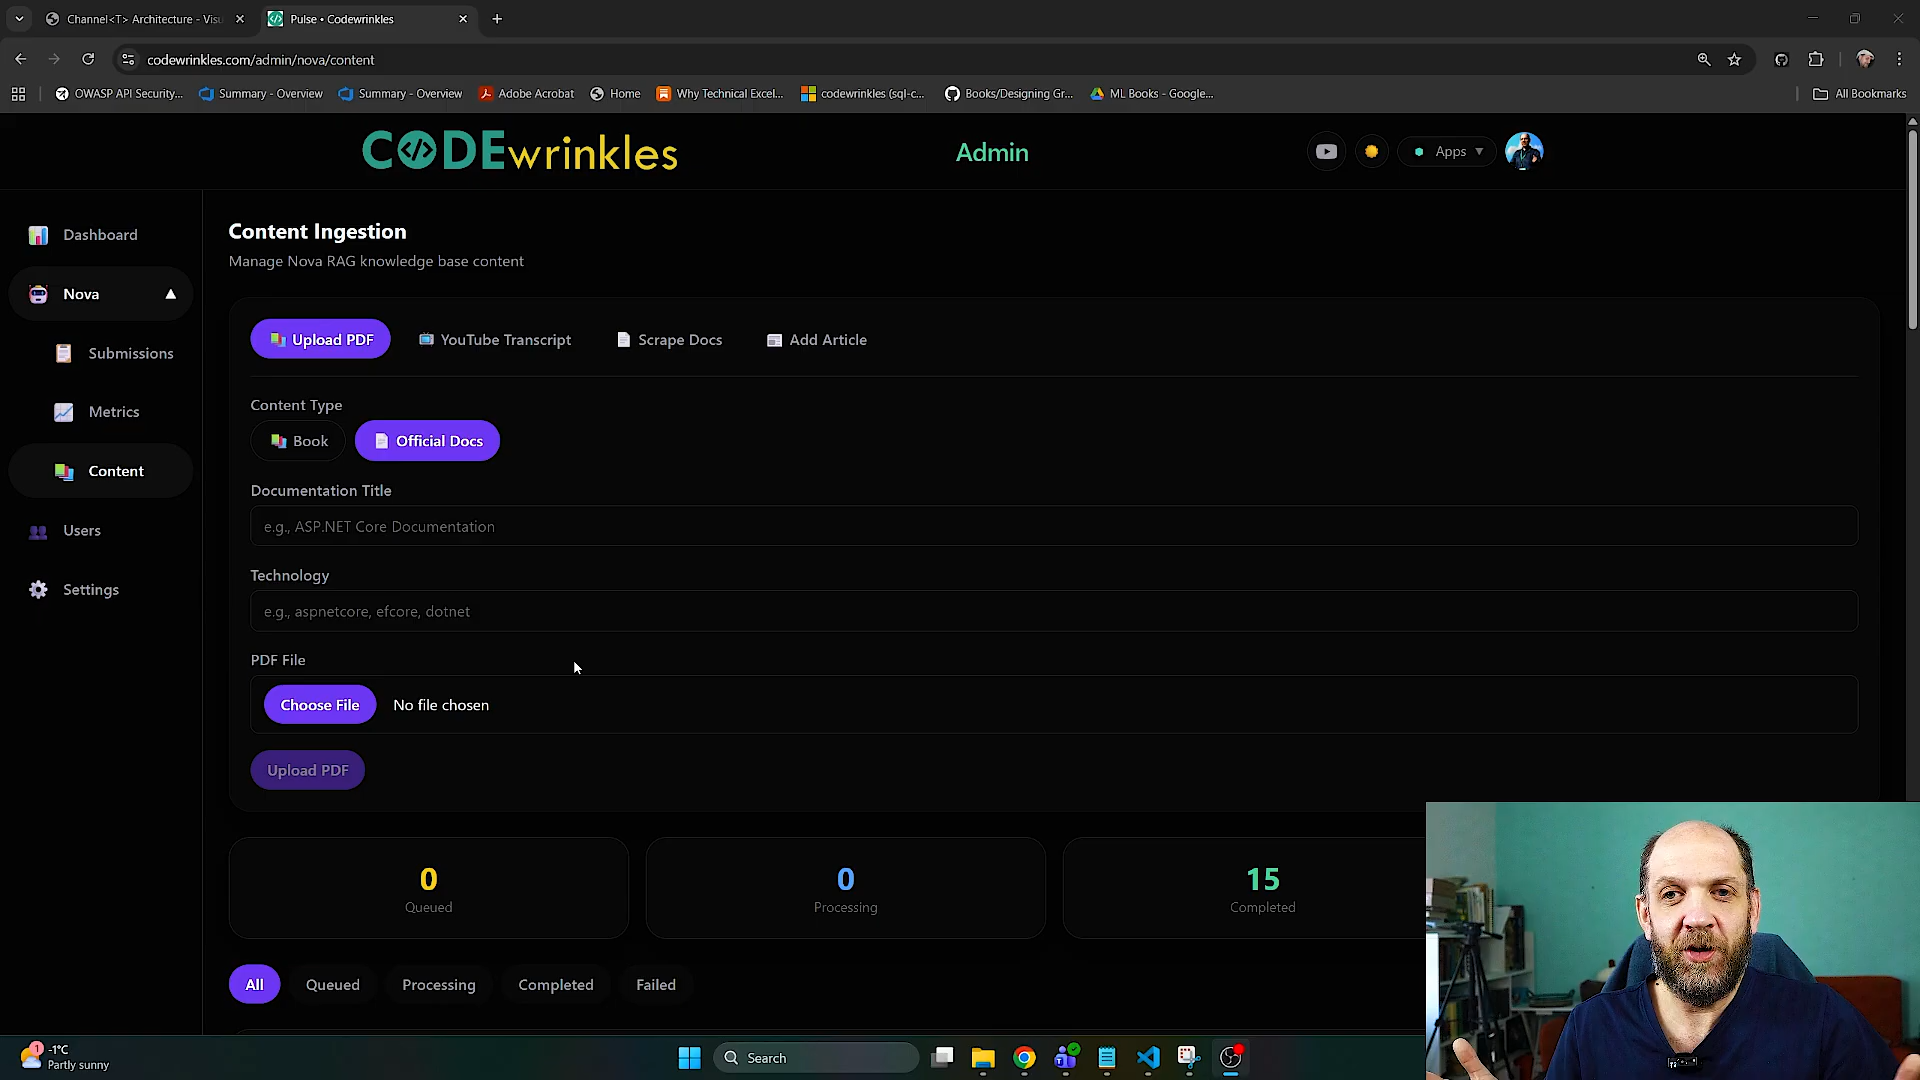 Channel<T> Architecture - Visu
Pulse • Codewrinkles
codewrinkles.com/admin/nova/content
OWASP API Security...
Summary - Overview
Summary - Overview
Adobe Acrobat
Home
Why Technical Excel...
codewrinkles (sql-c...
Books/Designing Gr...
ML Books - Google...
All Bookmarks
CODEwrinkles
Admin
Apps
Dashboard
Nova
Submissions
Metrics
Content
Users
Settings
Content Ingestion
Manage Nova RAG knowledge base content
Upload PDF
YouTube Transcript
Scrape Docs
Add Article
Content Type
Book
Official Docs
Documentation Title
e.g., ASP.NET Core Documentation
Technology
e.g., aspnetcore, efcore, dotnet
PDF File
Choose File
No file chosen
Upload PDF
0
Queued
0
Processing
15
Completed
All
Queued
Processing
Completed
Failed
1
-1°C
Partly sunny
Search